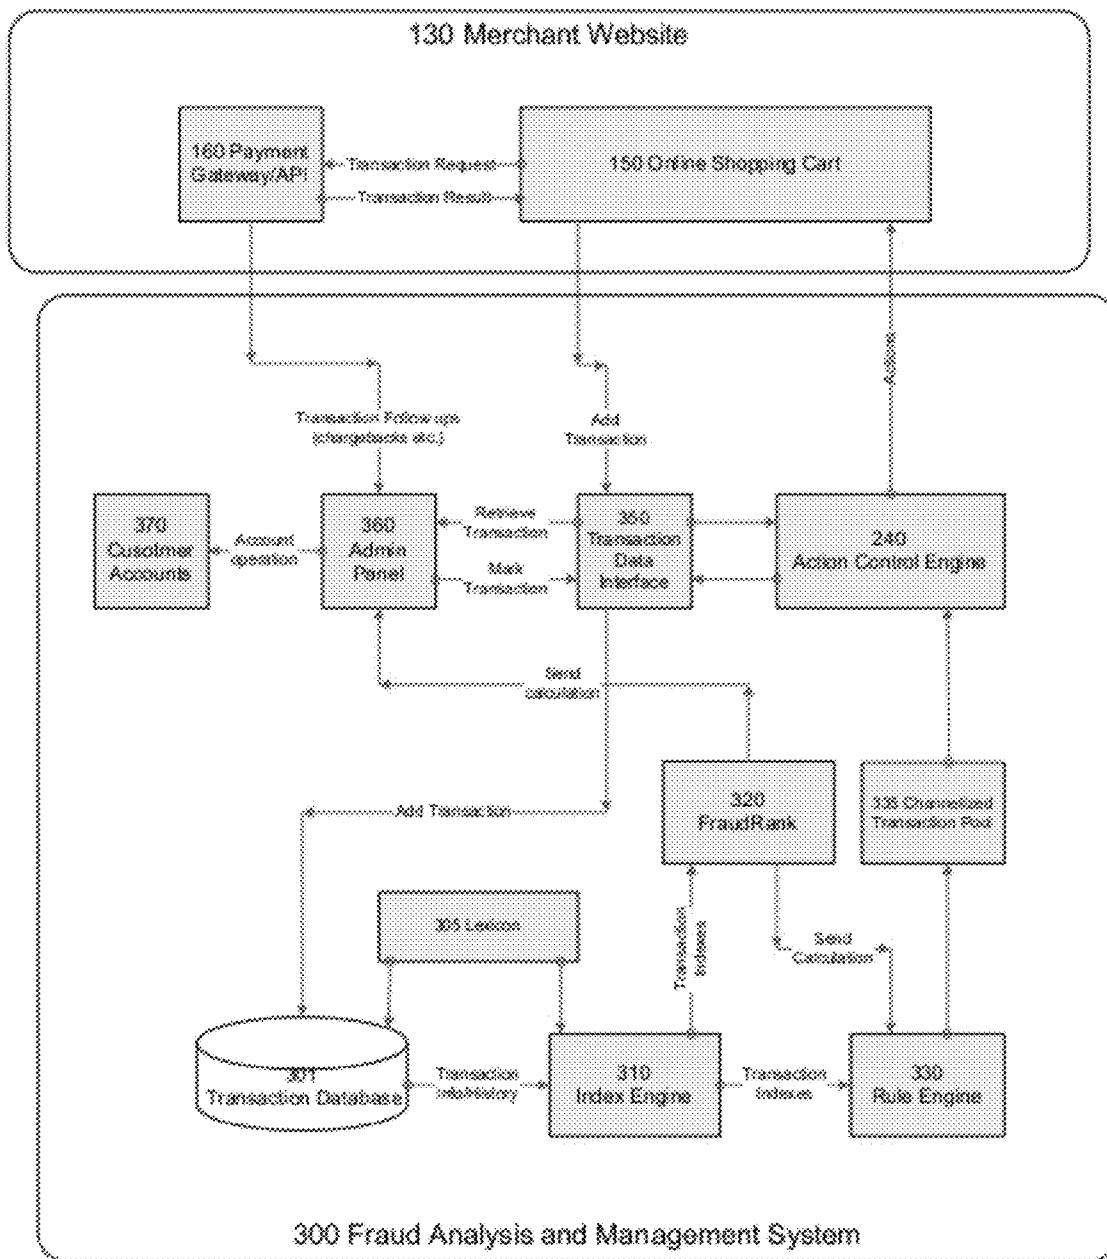 130 Merchant Website
160 Payment
Gateway/API
Transaction Request
Transaction Result
150 Online Shopping Cart
Transaction Follow ups
(chargebacks etc.)
Add
Transaction
370
Cusotmer
Accounts
Account
operation
360
Admin
Panel
Retrieve
Transaction
Mark
Transaction
350
Transaction
Data
Interface
240
Action Control Engine
Send
calculation
Add Transaction
320
FraudRank
335 Channelized
Transaction Pool
305 Lexicon
Transaction
Indexes
Send
Calculation
301
Transaction Database
Transaction
Info/History
310
Index Engine
Transaction
Indexes
330
Rule Engine
300 Fraud Analysis and Management System